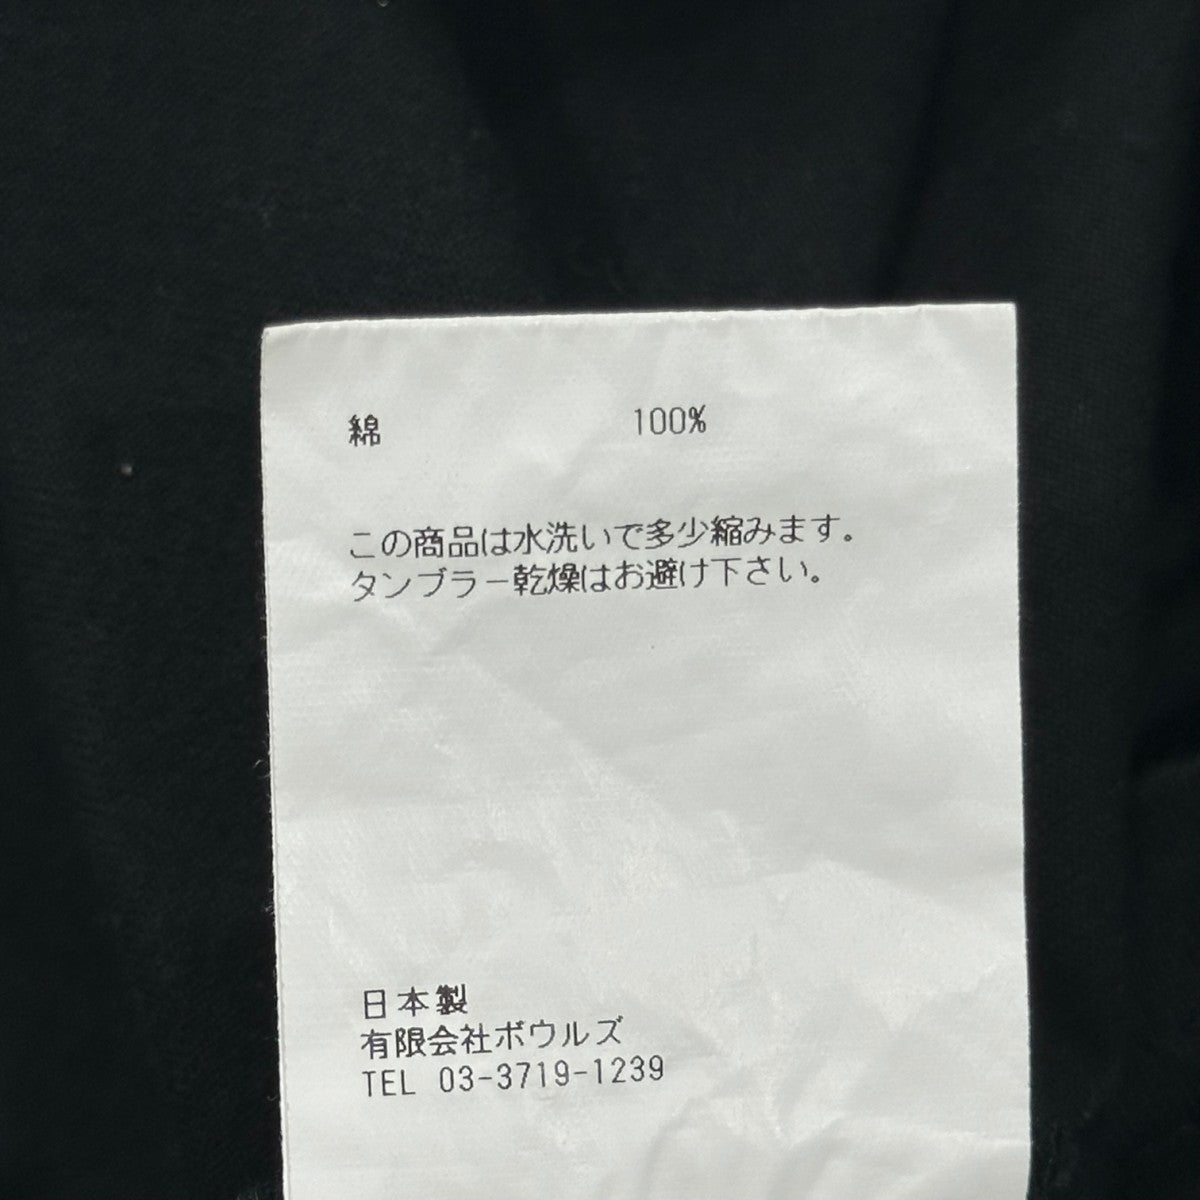 綿 100%
この商品は水洗いで多少縮みます。
タンブラー乾燥はお避け下さい。
日本製
有限会社ボウルズ
TEL 03-3719-1239